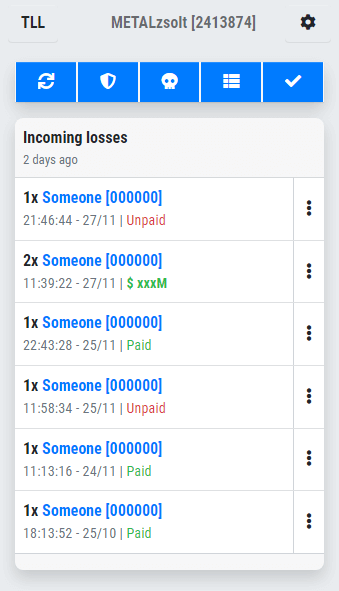 TLL
METALzsolt [2413874]
Incoming losses
2 days ago
1x Someone [000000]
21:46:44 - 27/11 | Unpaid
2x Someone [000000]
11:39:22 - 27/11 | $ xxxM
1x Someone [000000]
22:43:28 - 25/11 | Paid
1x Someone [000000]
11:58:34 - 25/11 | Unpaid
1x Someone [000000]
11:13:16 - 24/11 | Paid
1x Someone [000000]
18:13:52 - 25/10 | Paid